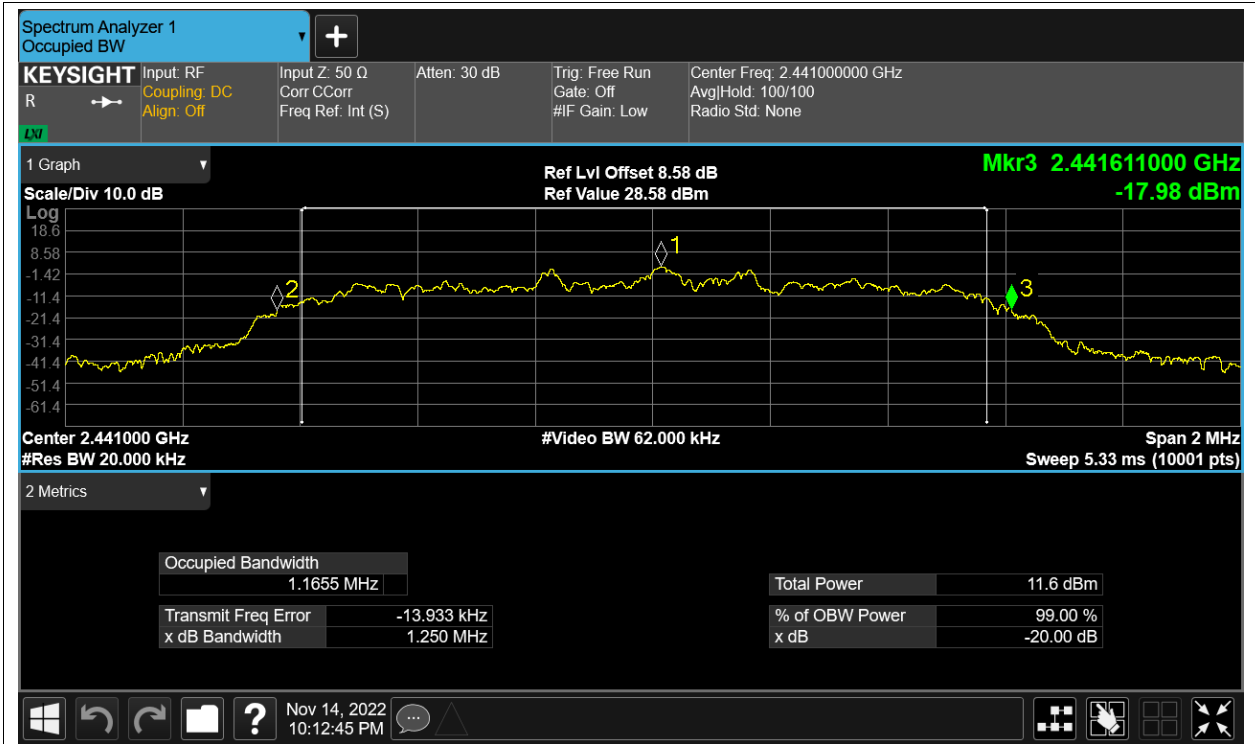 Spectrum Analyzer 1
Occupied BW
KEYSIGHT
R
LXI
Input: RF
Coupling: DC
Align: Off
Input Z: 50 Ω
Corr CCorr
Freq Ref: Int (S)
Atten: 30 dB
Trig: Free Run
Gate: Off
#IF Gain: Low
Center Freq: 2.441000000 GHz
Avg|Hold: 100/100
Radio Std: None
1 Graph
Scale/Div 10.0 dB
Ref Lvl Offset 8.58 dB
Ref Value 28.58 dBm
Mkr3 2.441611000 GHz
-17.98 dBm
Log
18.6
8.58
-1.42
-11.4
-21.4
-31.4
-41.4
-51.4
-61.4
1
2
3
Center 2.441000 GHz
#Video BW 62.000 kHz
Span 2 MHz
#Res BW 20.000 kHz
Sweep 5.33 ms (10001 pts)
2 Metrics
Occupied Bandwidth
1.1655 MHz
Transmit Freq Error -13.933 kHz
x dB Bandwidth 1.250 MHz
Total Power 11.6 dBm
% of OBW Power 99.00 %
x dB -20.00 dB
?
Nov 14, 2022
10:12:45 PM